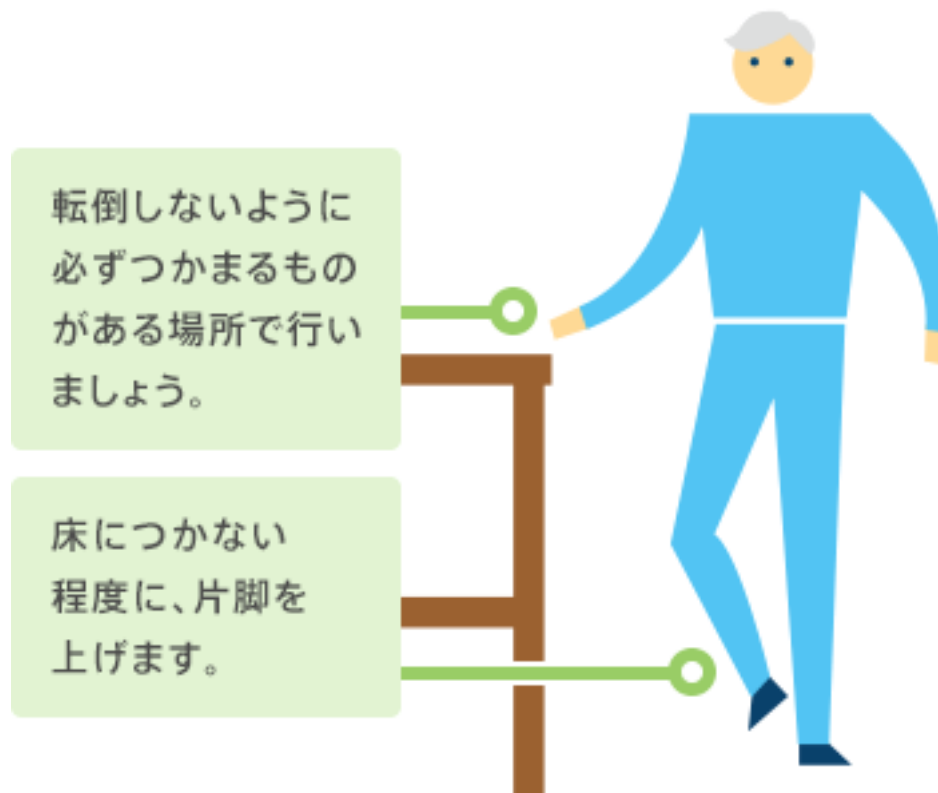 転倒しないように
必ずつかまるもの
がある場所で行い
ましょう。
床につかない
程度に、片脚を
上げます。